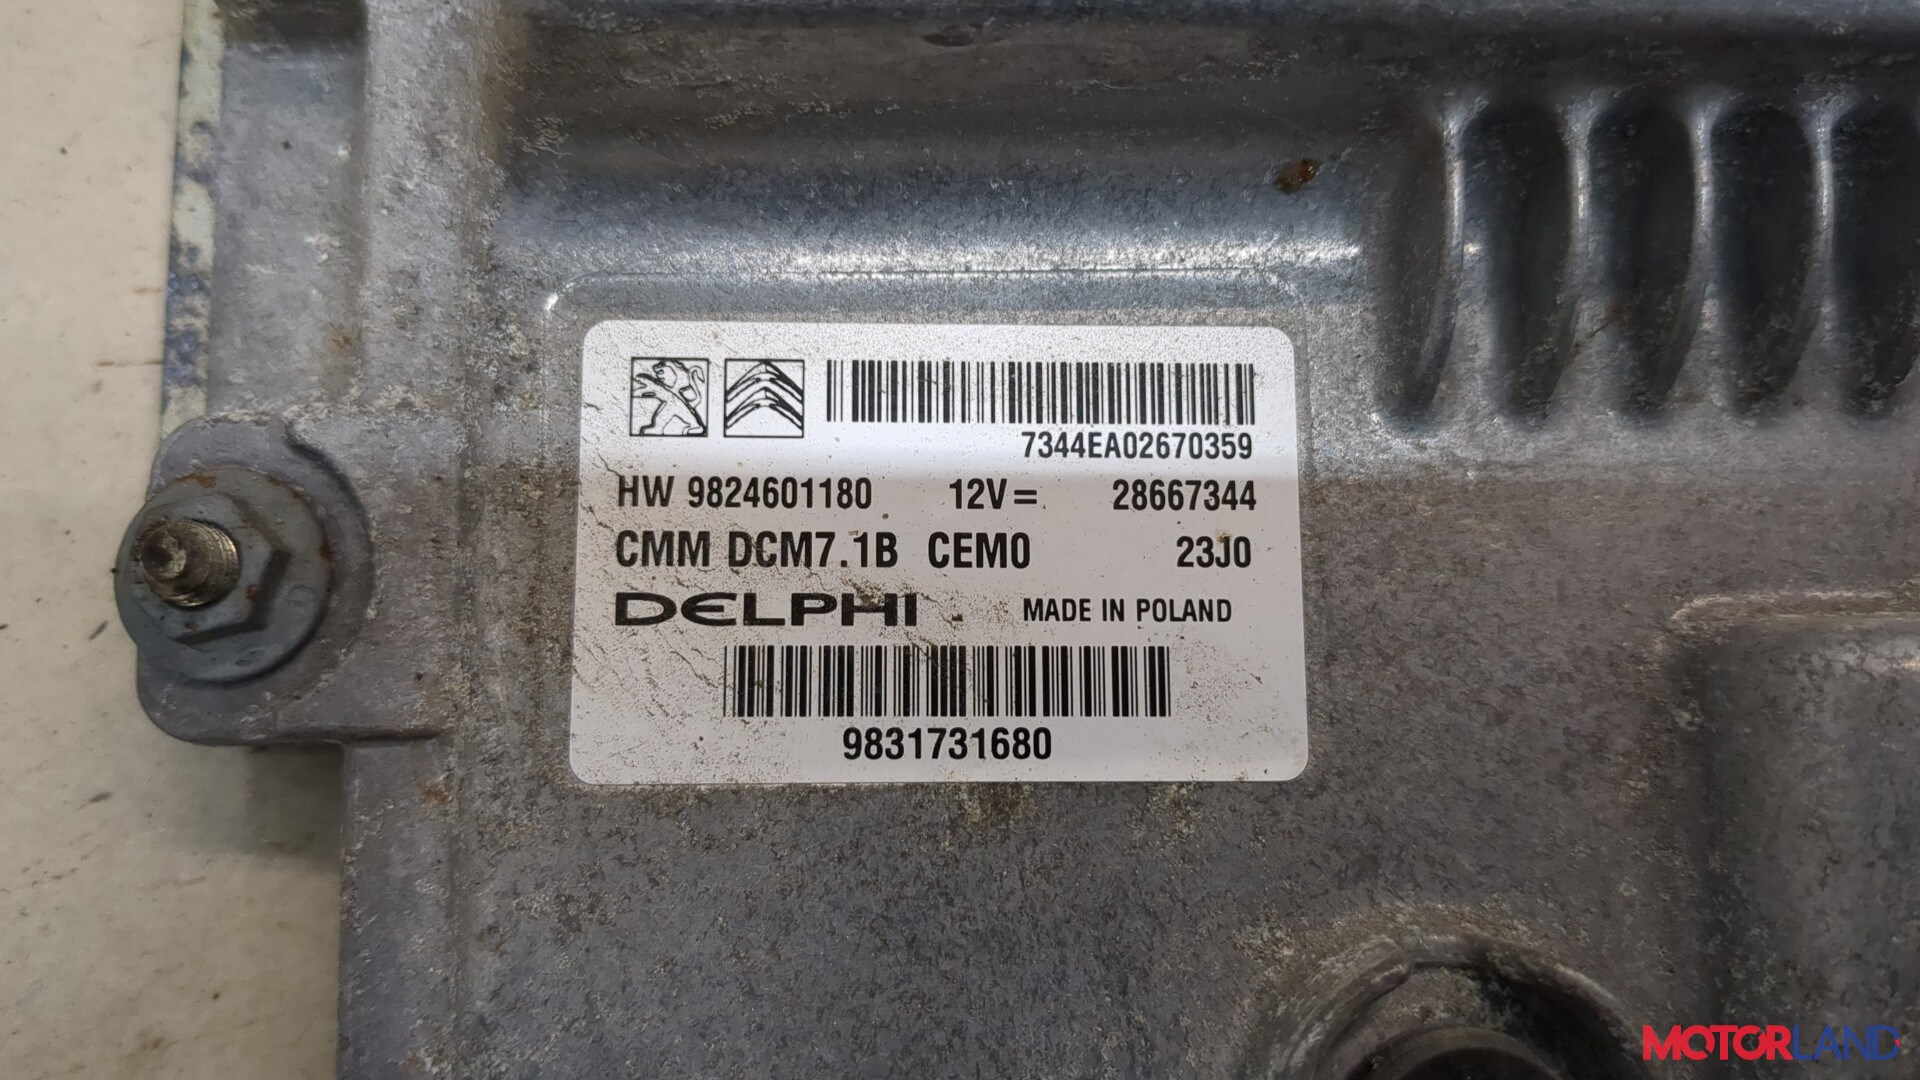 7344EA02670359
HW 9824601180 12V= 28667344
CMM DCM7.1B CEM0 23J0
DELPHI MADE IN POLAND
9831731680
MOTORLAND